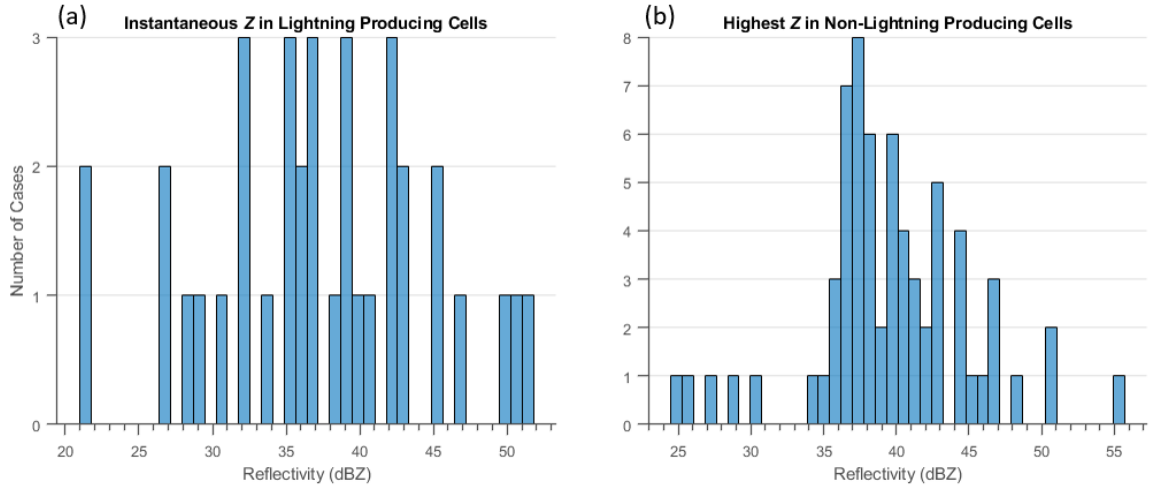 (a)
Instantaneous Z in Lightning Producing Cells
3
2
1
0
Number of Cases
20 25 30 35 40 45 50
Reflectivity (dBZ)
(b)
Highest Z in Non-Lightning Producing Cells
8
7
6
5
4
3
2
1
0
25 30 35 40 45 50 55
Reflectivity (dBZ)